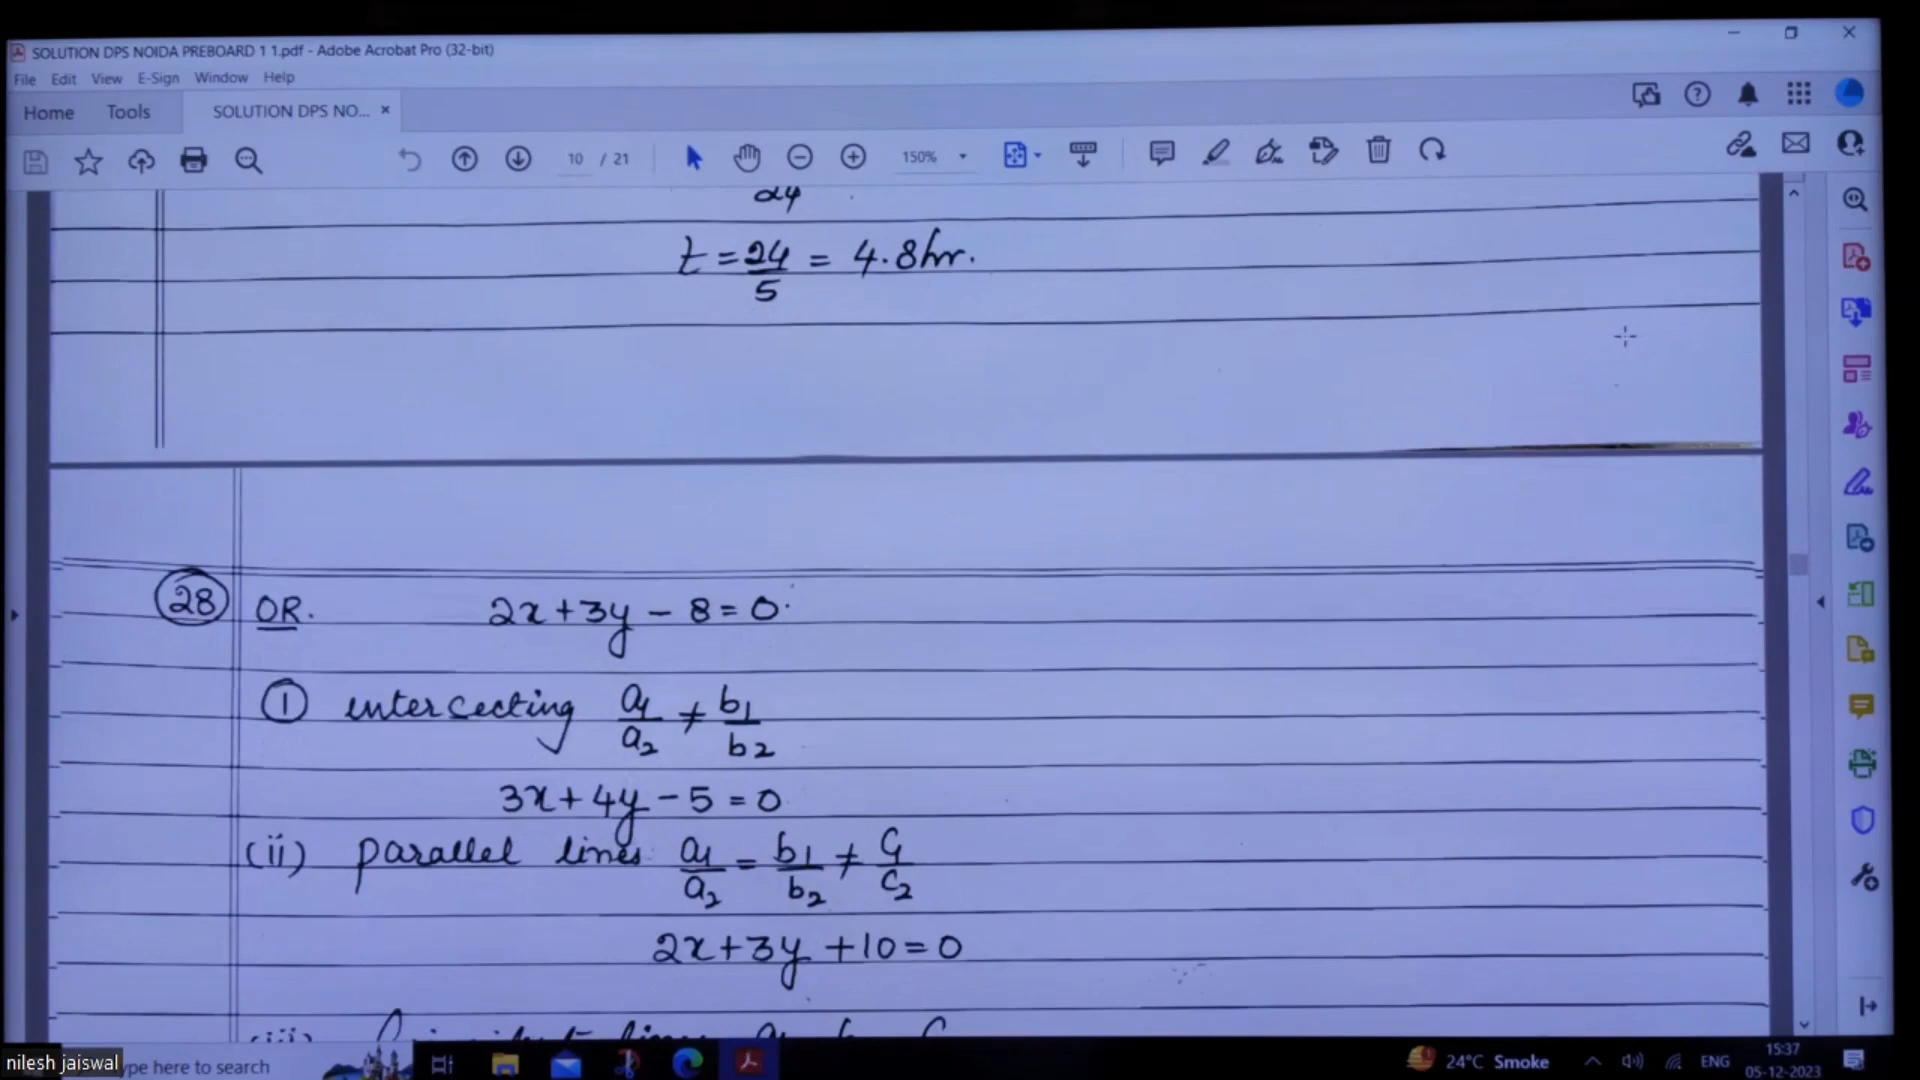 SOLUTION DPS NOIDA PREBOARD 1 1.pdf - Adobe Acrobat Pro (32-bit)
File Edit View E-Sign Window Help
Home Tools SOLUTION DPS NO... ×
10 / 21 150%
24
t = 24/5 = 4.8hr.
28 OR. 2x+3y - 8 = 0.
① intersecting a1/a2 ≠ b1/b2
3x + 4y - 5 = 0
(ii) parallel lines a1/a2 = b1/b2 ≠ c1/c2
2x+3y +10 = 0
nilesh jaiswal
ype here to search
24°C Smoke ENG 15:37
05-12-2023